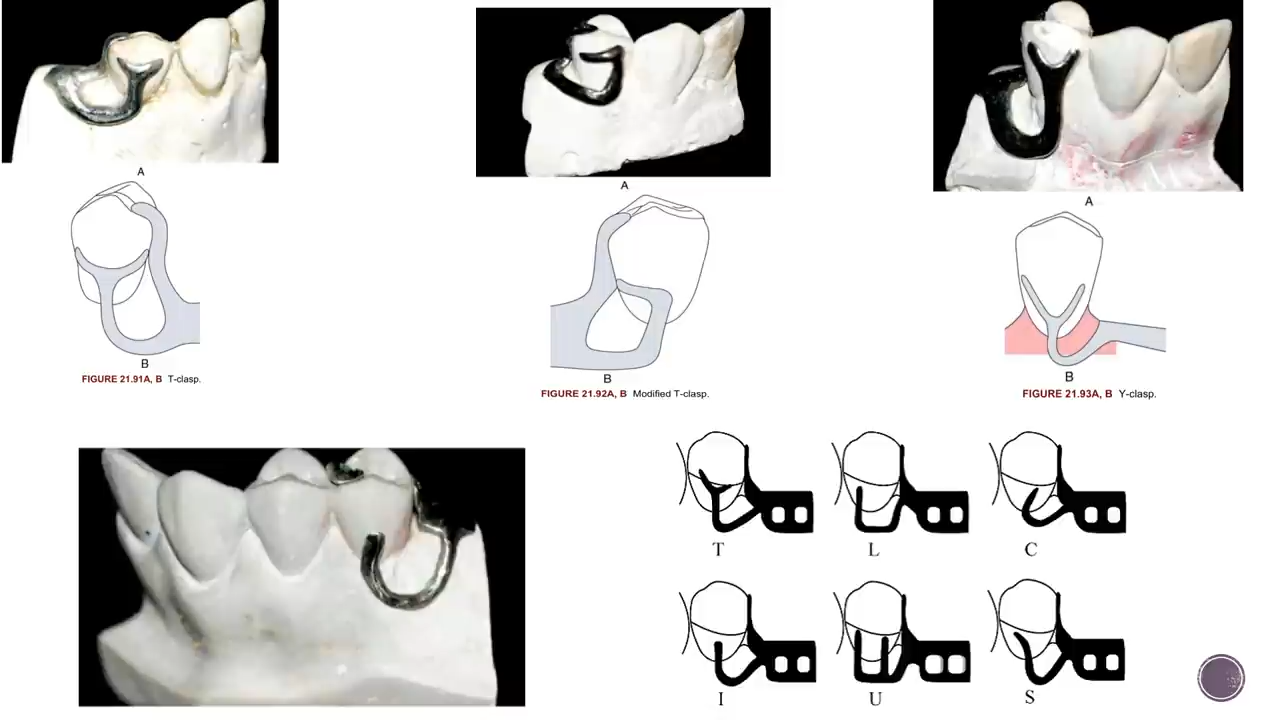 A
A
A
B
FIGURE 21.91A, B T-clasp.
B
FIGURE 21.92A, B Modified T-clasp.
B
FIGURE 21.93A, B Y-clasp.
T L C
I U S